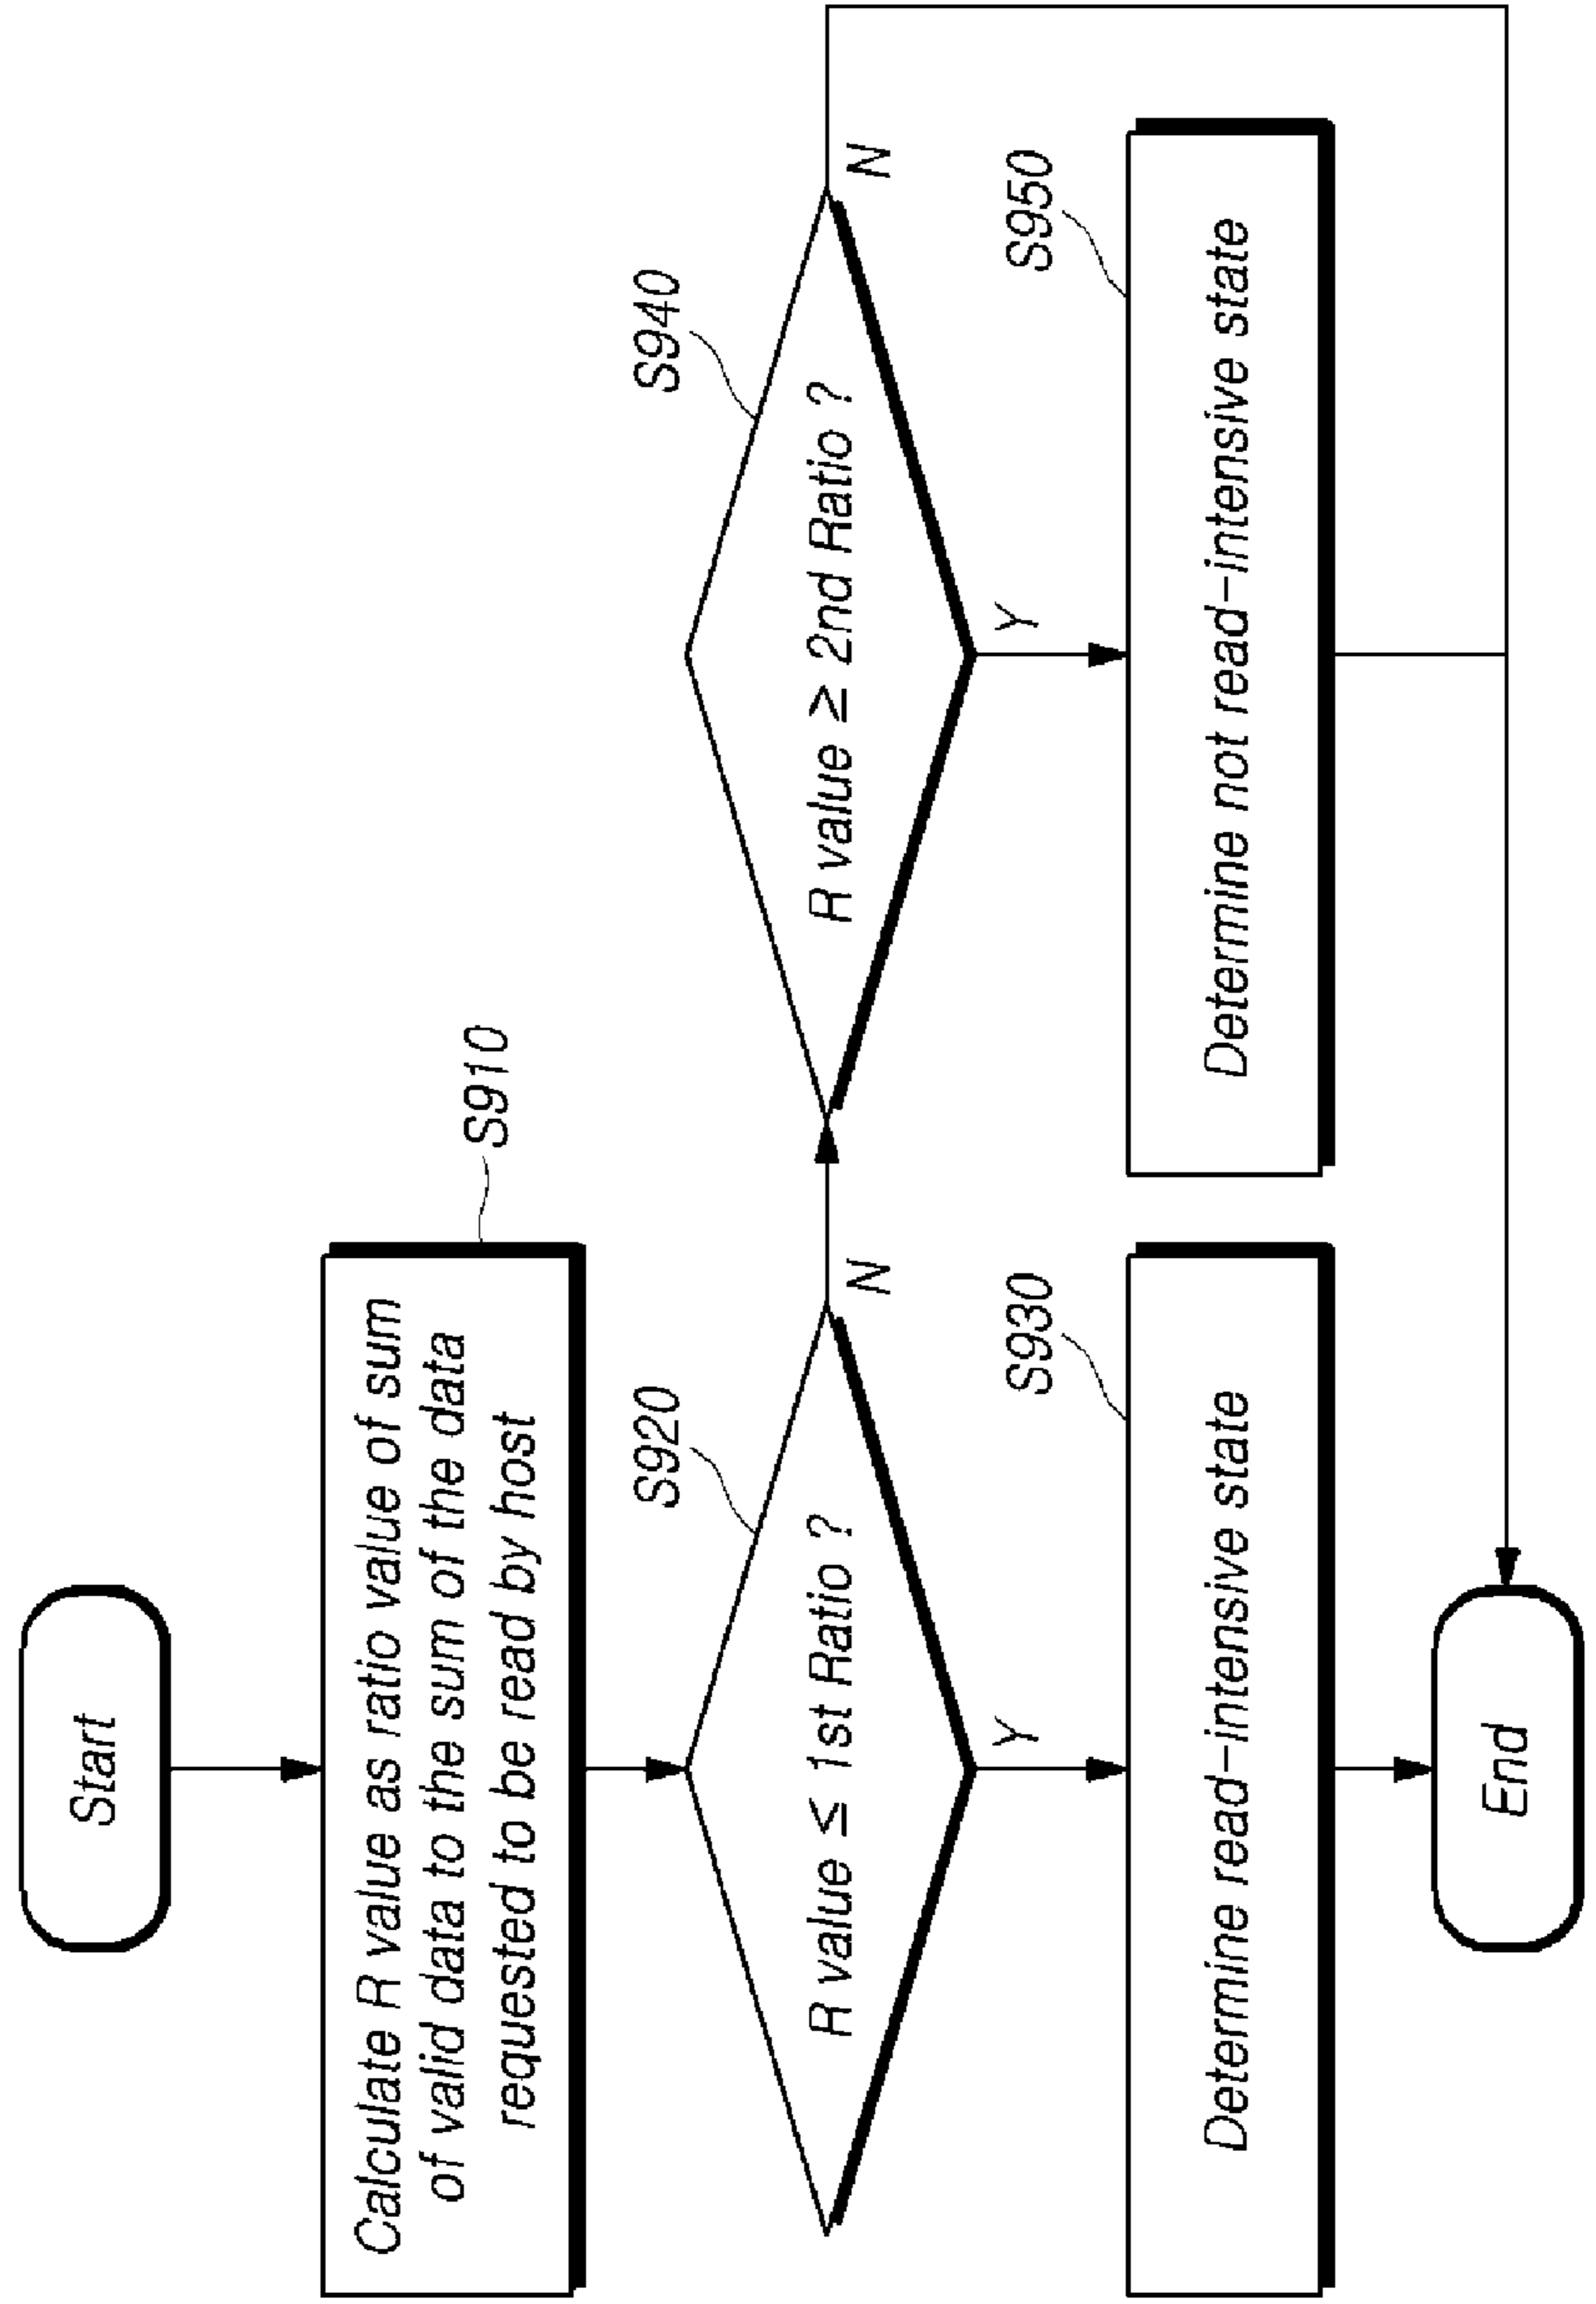 Start
S910
Calculate R value as ratio value of sum
of valid data to the sum of the data
requested to be read by host
S920
R value ≤ 1st Ratio ?
N
Y
S940
R value ≥ 2nd Ratio ?
N
Y
S930
Determine read-intensive state
S950
Determine not read-intensive state
End